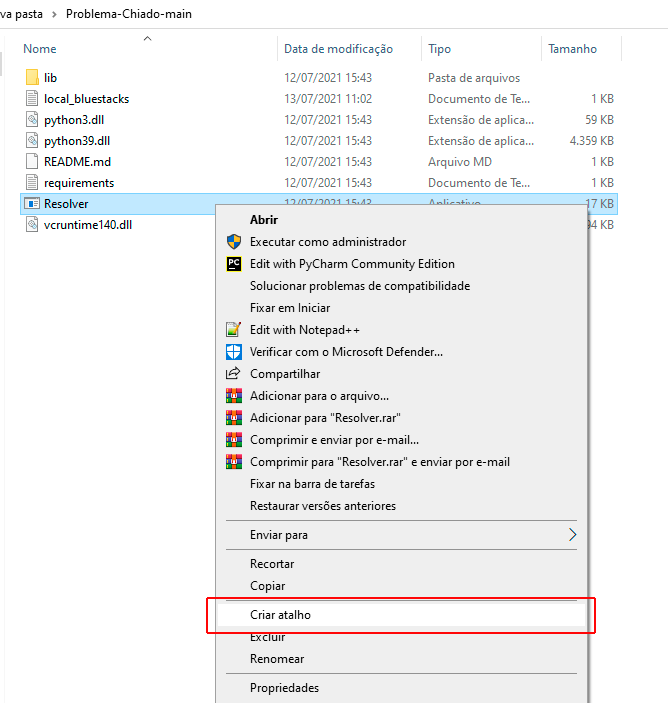 va pasta > Problema-Chiado-main
Nome Data de modificação Tipo Tamanho
lib 12/07/2021 15:43 Pasta de arquivos
local_bluestacks 13/07/2021 11:02 Documento de Te... 1 KB
python3.dll 12/07/2021 15:43 Extensão de aplica... 59 KB
python39.dll 12/07/2021 15:43 Extensão de aplica... 4.359 KB
README.md 12/07/2021 15:43 Arquivo MD 1 KB
requirements 12/07/2021 15:43 Documento de Te... 1 KB
Resolver 12/07/2021 15:43 Aplicativo 17 KB
vcruntime140.dll 94 KB
Abrir
Executar como administrador
PC Edit with PyCharm Community Edition
Solucionar problemas de compatibilidade
Fixar em Iniciar
Edit with Notepad++
Verificar com o Microsoft Defender...
Compartilhar
Adicionar para o arquivo...
Adicionar para "Resolver.rar"
Comprimir e enviar por e-mail...
Comprimir para "Resolver.rar" e enviar por e-mail
Fixar na barra de tarefas
Restaurar versões anteriores
Enviar para
Recortar
Copiar
Criar atalho
Excluir
Renomear
Propriedades